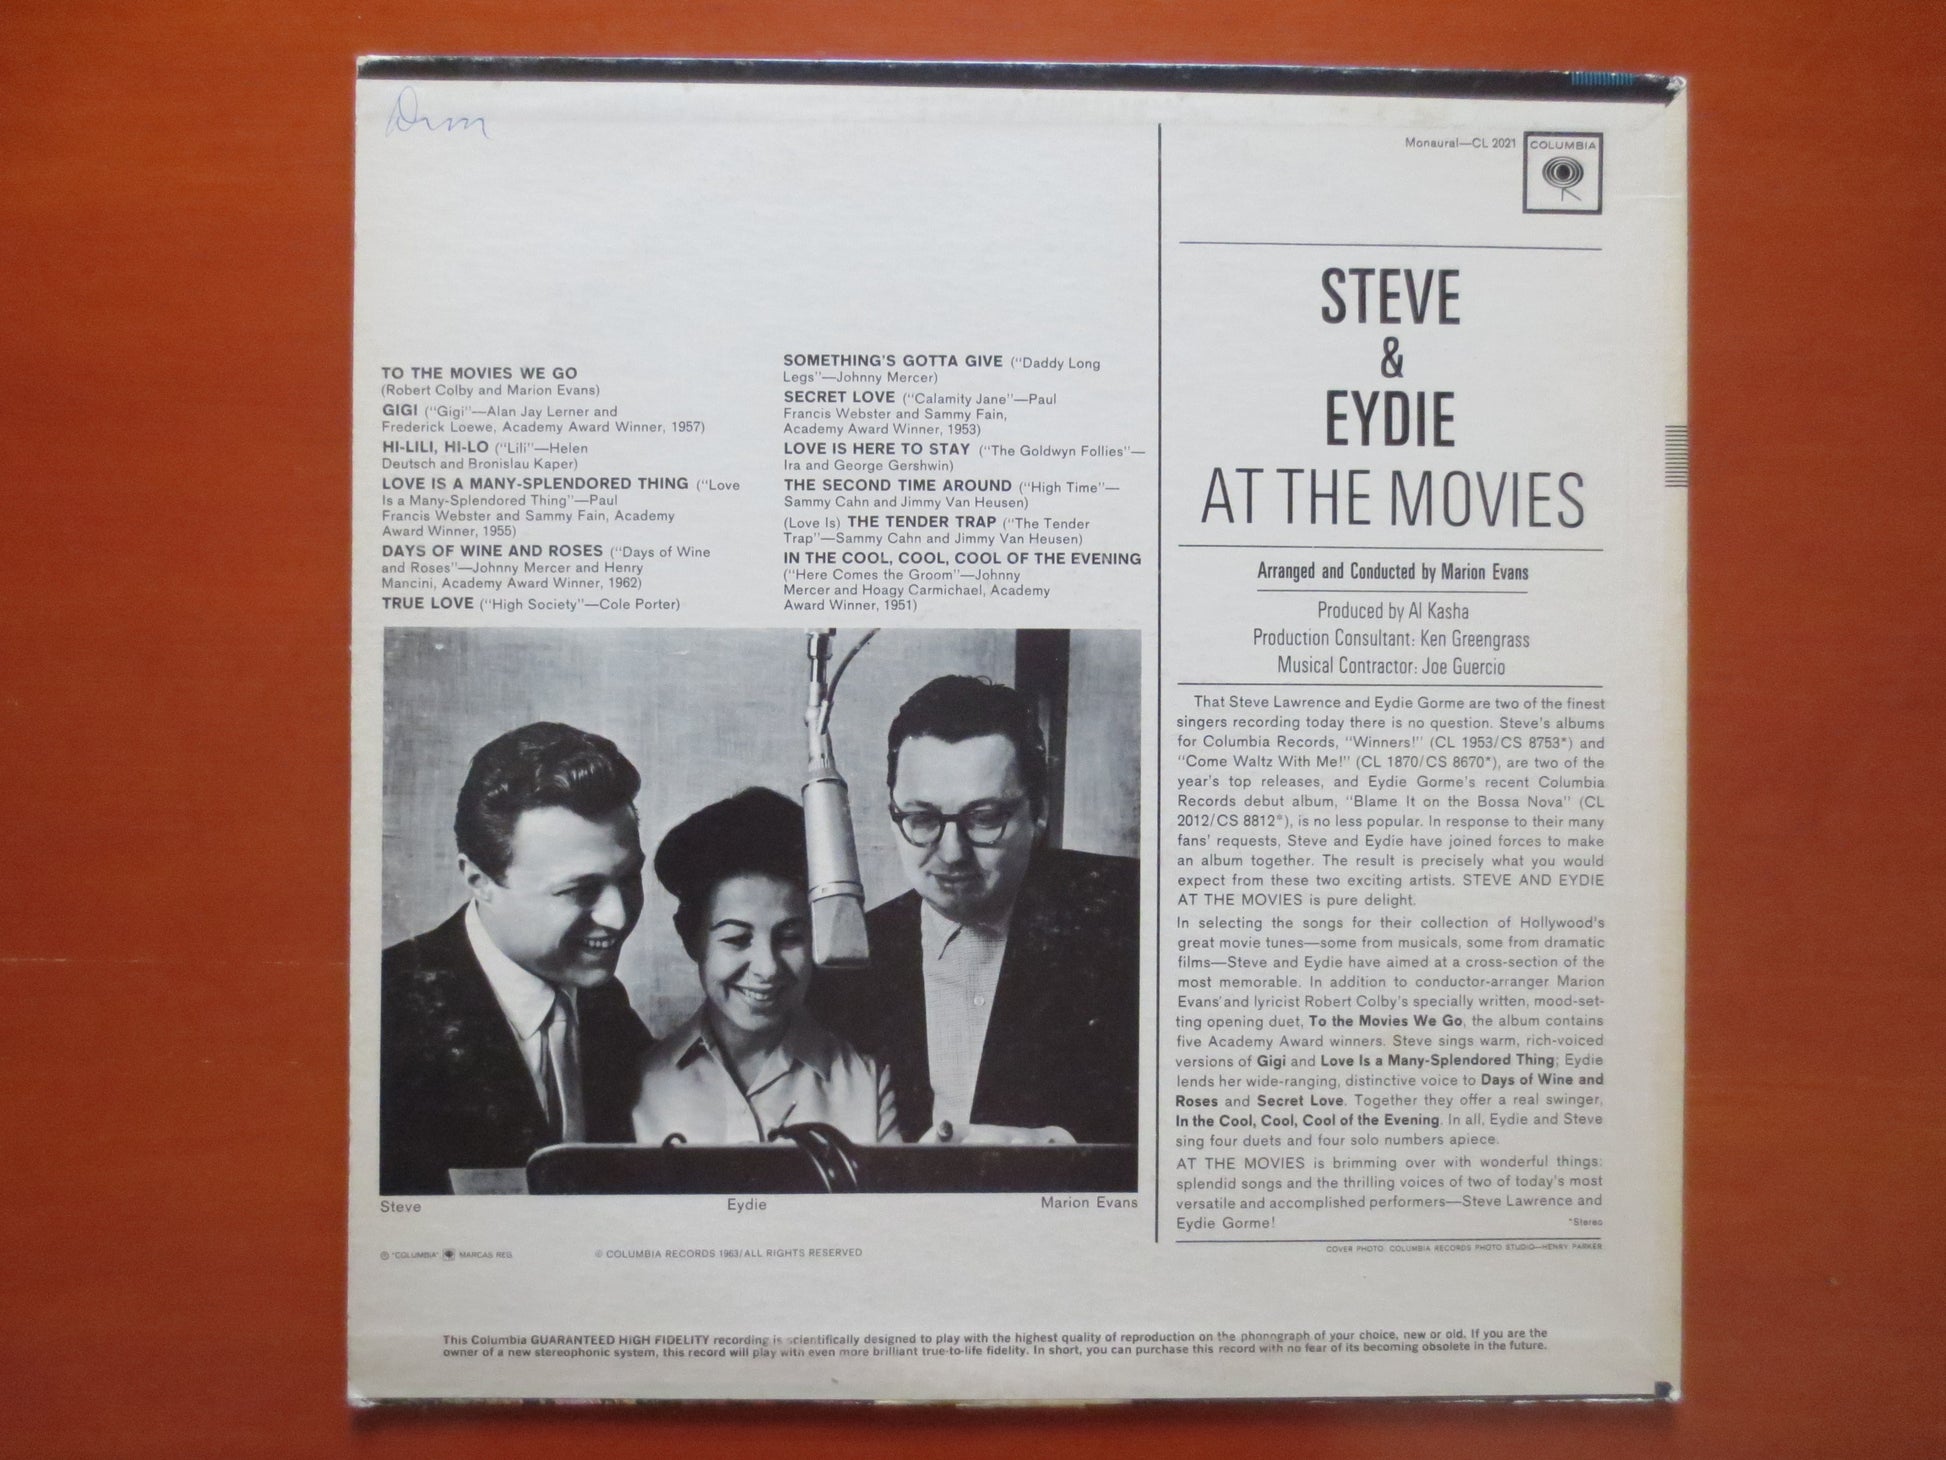 Monaural—CL 2021
COLUMBIA
STEVE
&
EYDIE
AT THE MOVIES
Arranged and Conducted by Marion Evans
Produced by Al Kasha
Production Consultant: Ken Greengrass
Musical Contractor: Joe Guercio
TO THE MOVIES WE GO
(Robert Colby and Marion Evans)
GIGI ("Gigi"—Alan Jay Lerner and
Frederick Loewe, Academy Award Winner, 1957)
HI-LILI, HI-LO ("Lili"—Helen
Deutsch and Bronislau Kaper)
LOVE IS A MANY-SPLENDORED THING ("Love
Is a Many-Splendored Thing"—Paul
Francis Webster and Sammy Fain, Academy
Award Winner, 1955)
DAYS OF WINE AND ROSES ("Days of Wine
and Roses"—Johnny Mercer and Henry
Mancini, Academy Award Winner, 1962)
TRUE LOVE ("High Society"—Cole Porter)
SOMETHING'S GOTTA GIVE ("Daddy Long
Legs"—Johnny Mercer)
SECRET LOVE ("Calamity Jane"—Paul
Francis Webster and Sammy Fain,
Academy Award Winner, 1953)
LOVE IS HERE TO STAY ("The Goldwyn Follies"—
Ira and George Gershwin)
THE SECOND TIME AROUND ("High Time"—
Sammy Cahn and Jimmy Van Heusen)
(Love Is) THE TENDER TRAP ("The Tender
Trap"—Sammy Cahn and Jimmy Van Heusen)
IN THE COOL, COOL, COOL OF THE EVENING
("Here Comes the Groom"—Johnny
Mercer and Hoagy Carmichael, Academy
Award Winner, 1951)
That Steve Lawrence and Eydie Gorme are two of the finest
singers recording today there is no question. Steve's albums
for Columbia Records, "Winners!" (CL 1953/CS 8753*) and
"Come Waltz With Me!" (CL 1870/CS 8670*), are two of the
year's top releases, and Eydie Gorme's recent Columbia
Records debut album, "Blame It on the Bossa Nova" (CL
2012/CS 8812*), is no less popular. In response to their many
fans' requests, Steve and Eydie have joined forces to make
an album together. The result is precisely what you would
expect from these two exciting artists. STEVE AND EYDIE
AT THE MOVIES is pure delight.
In selecting the songs for their collection of Hollywood's
great movie tunes—some from musicals, some from dramatic
films—Steve and Eydie have aimed at a cross-section of the
most memorable. In addition to conductor-arranger Marion
Evans' and lyricist Robert Colby's specially written, mood-set-
ting opening duet, To the Movies We Go, the album contains
five Academy Award winners. Steve sings warm, rich-voiced
versions of Gigi and Love Is a Many-Splendored Thing; Eydie
lends her wide-ranging, distinctive voice to Days of Wine and
Roses and Secret Love. Together they offer a real swinger,
In the Cool, Cool, Cool of the Evening. In all, Eydie and Steve
sing four duets and four solo numbers apiece.
AT THE MOVIES is brimming over with wonderful things:
splendid songs and the thrilling voices of two of today's most
versatile and accomplished performers—Steve Lawrence and
Eydie Gorme!
*Stereo
COVER PHOTO: COLUMBIA RECORDS PHOTO STUDIO—HENRY PARKER
Steve
Eydie
Marion Evans
"COLUMBIA" MARCAS REG.
© COLUMBIA RECORDS 1963/ALL RIGHTS RESERVED
This Columbia GUARANTEED HIGH FIDELITY recording is scientifically designed to play with the highest quality of reproduction on the phonograph of your choice, new or old. If you are the
owner of a new stereophonic system, this record will play with even more brilliant true-to-life fidelity. In short, you can purchase this record with no fear of its becoming obsolete in the future.